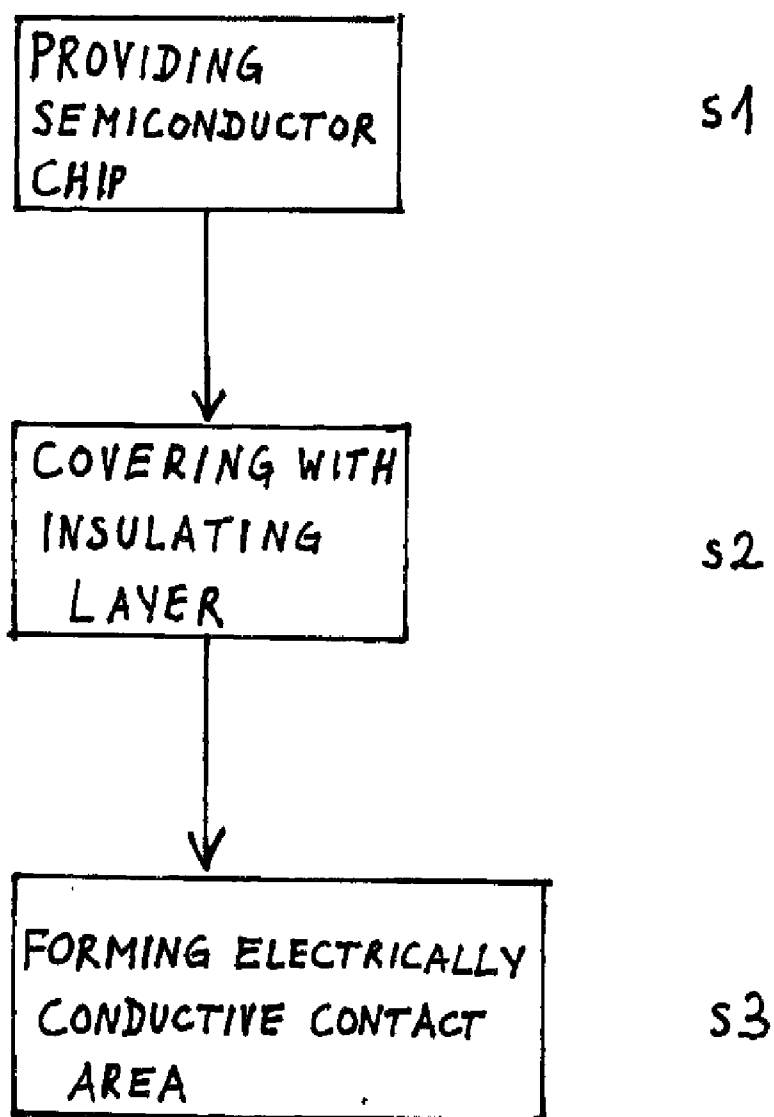 PROVIDING
SEMICONDUCTOR
CHIP
s1
COVERING WITH
INSULATING
LAYER
s2
FORMING ELECTRICALLY
CONDUCTIVE CONTACT
AREA
s3